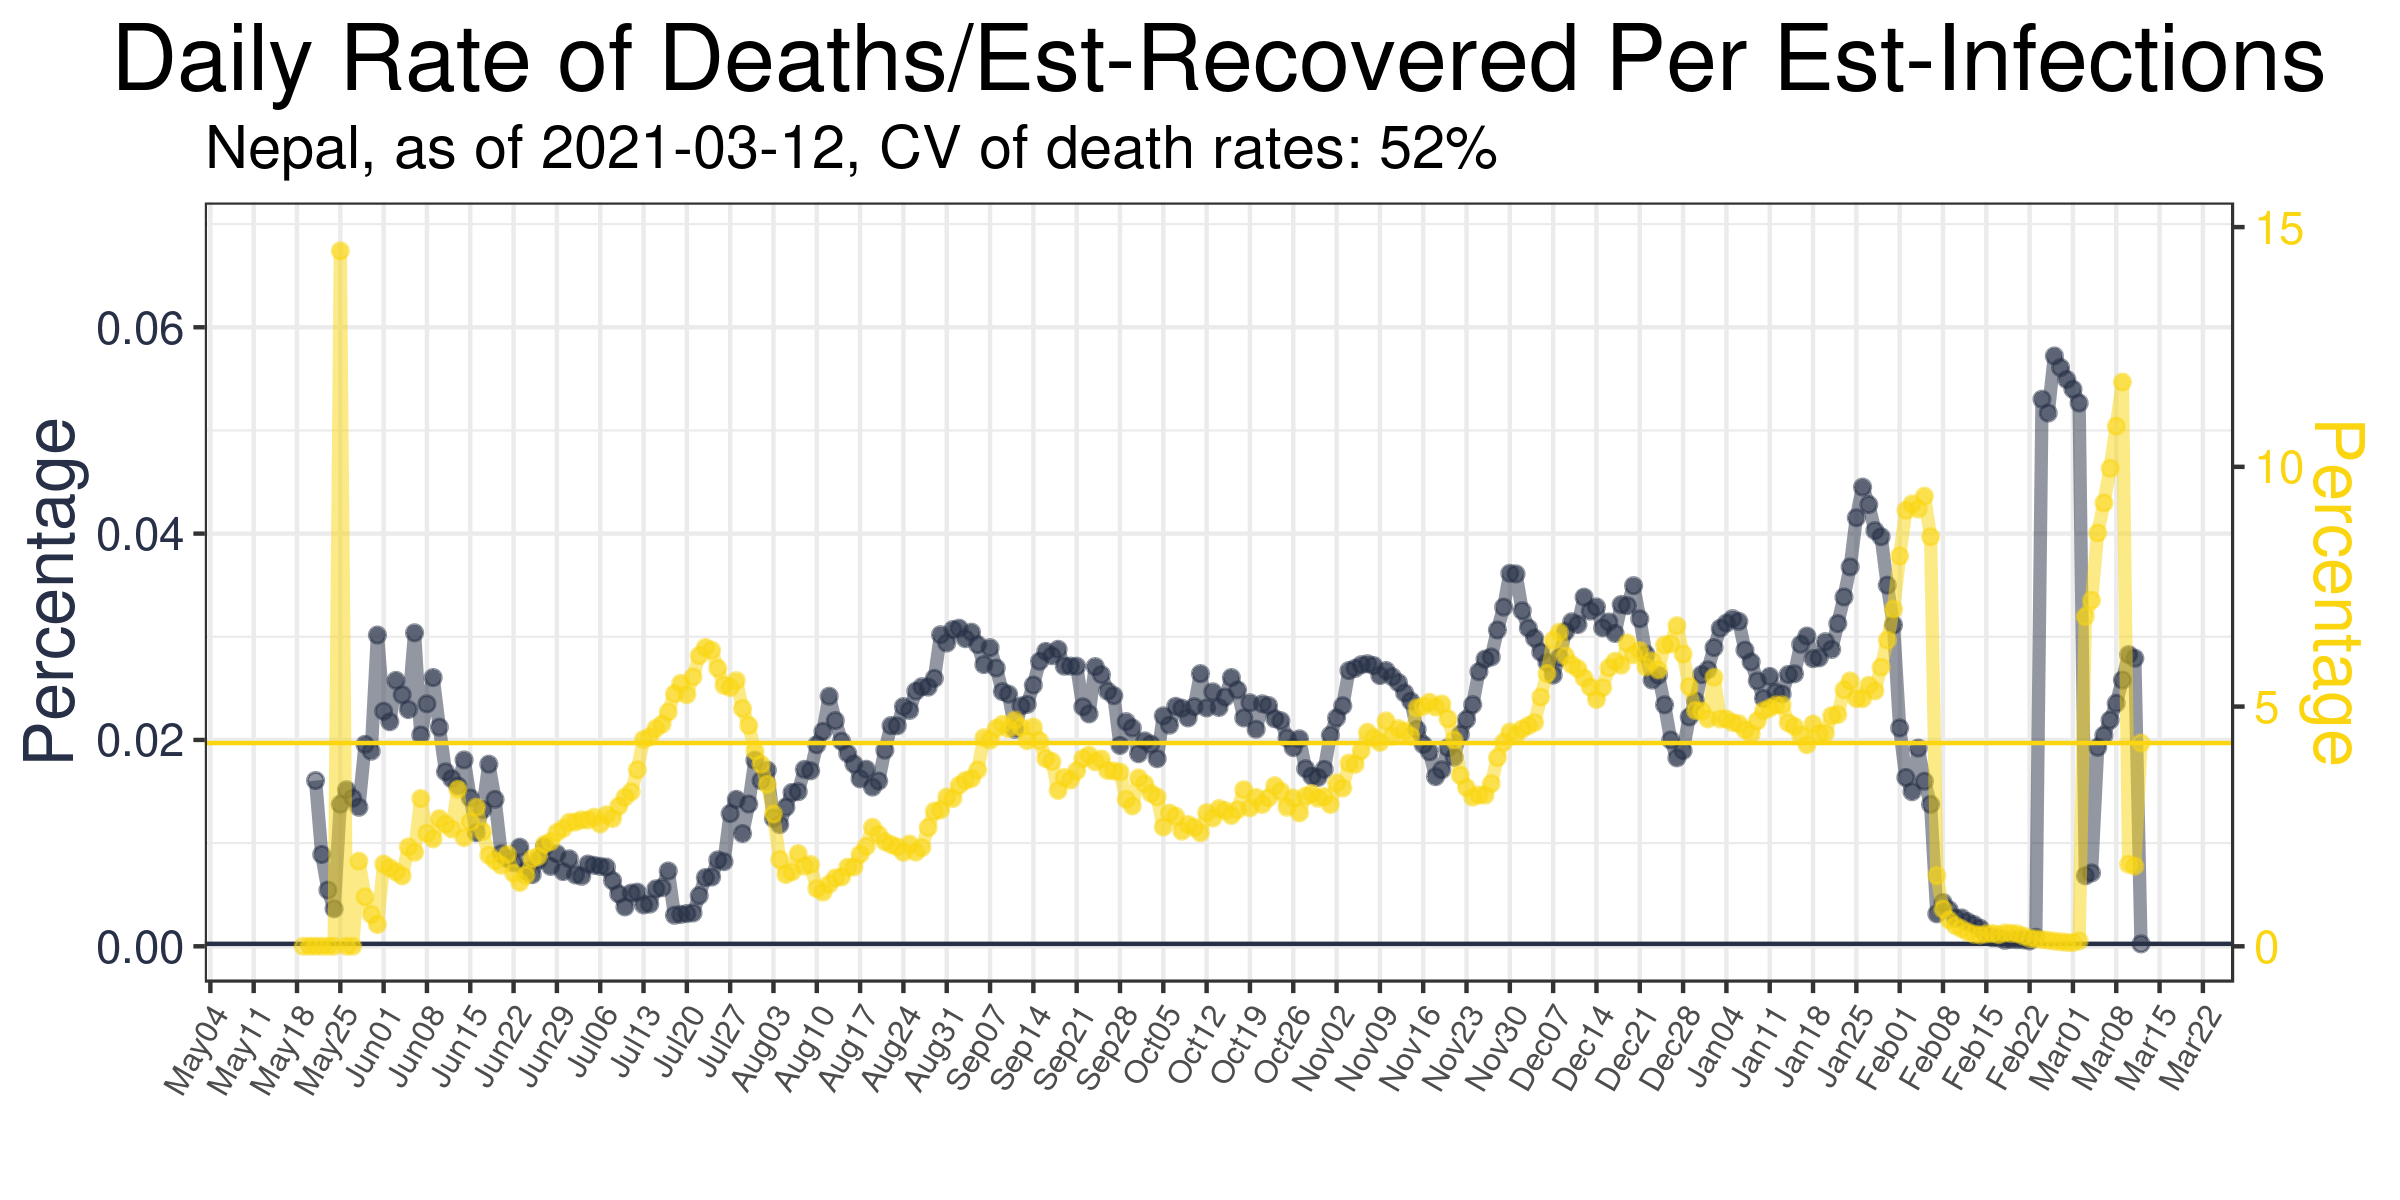 Daily Rate of Deaths/Est-Recovered Per Est-Infections
Nepal, as of 2021-03-12, CV of death rates: 52%
Percentage
0.06
0.04
0.02
0.00
15
10
5
0
Percentage
May04
May11
May18
May25
Jun01
Jun08
Jun15
Jun22
Jun29
Jul06
Jul13
Jul20
Jul27
Aug03
Aug10
Aug17
Aug24
Aug31
Sep07
Sep14
Sep21
Sep28
Oct05
Oct12
Oct19
Oct26
Nov02
Nov09
Nov16
Nov23
Nov30
Dec07
Dec14
Dec21
Dec28
Jan04
Jan11
Jan18
Jan25
Feb01
Feb08
Feb15
Feb22
Mar01
Mar08
Mar15
Mar22